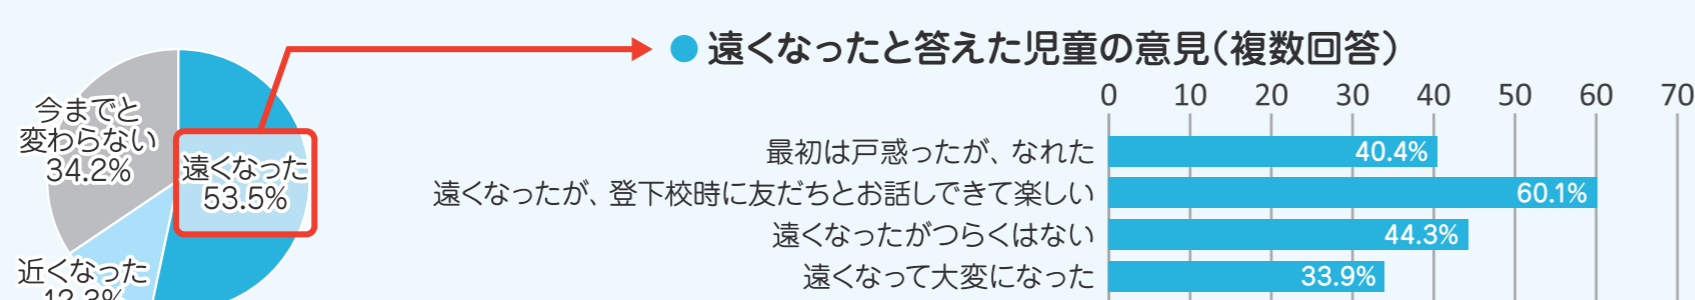 今までと
変わらない
34.2%
遠くなった
53.5%
近くなった
12.3%
●遠くなったと答えた児童の意見（複数回答）
0 10 20 30 40 50 60 70
最初は戸惑ったが、なれた 40.4%
遠くなったが、登下校時に友だちとお話しできて楽しい 60.1%
遠くなったがつらくはない 44.3%
遠くなって大変になった 33.9%